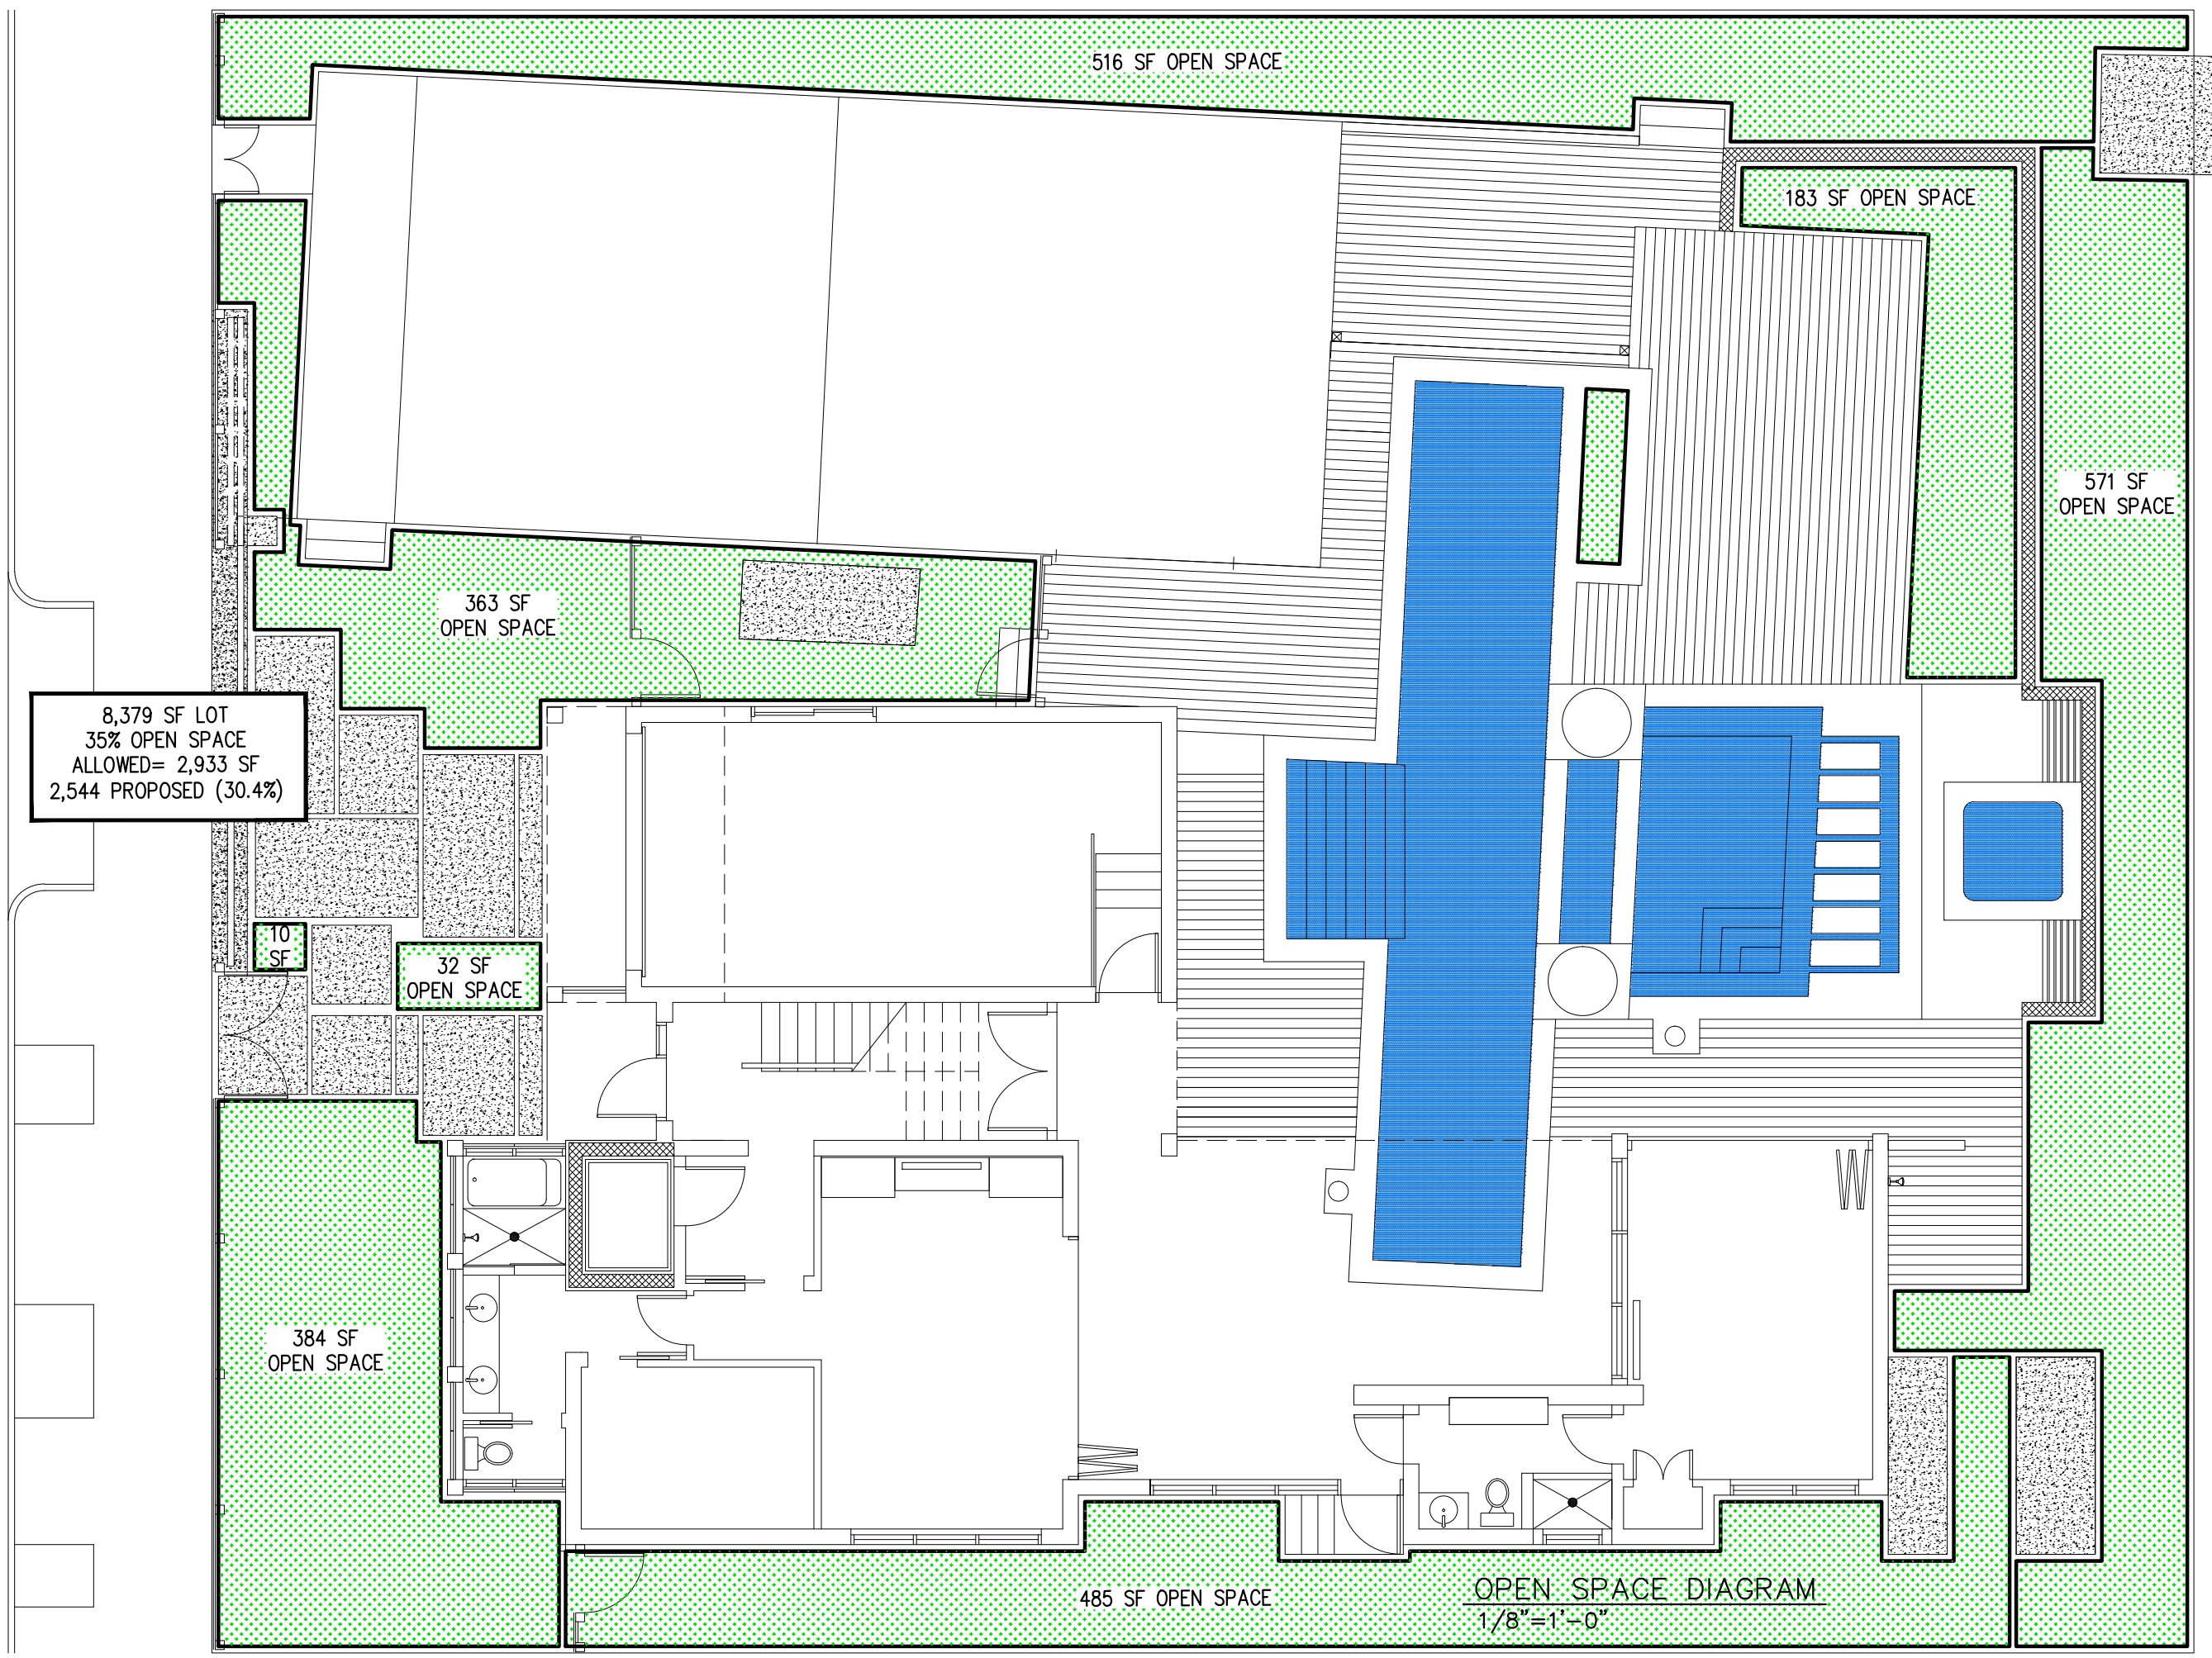 516 SF OPEN SPACE
183 SF OPEN SPACE
571 SF
OPEN SPACE
363 SF
OPEN SPACE
8,379 SF LOT
35% OPEN SPACE
ALLOWED= 2,933 SF
2,544 PROPOSED (30.4%)
10
SF
32 SF
OPEN SPACE
384 SF
OPEN SPACE
485 SF OPEN SPACE
OPEN SPACE DIAGRAM
1/8"=1'-0"